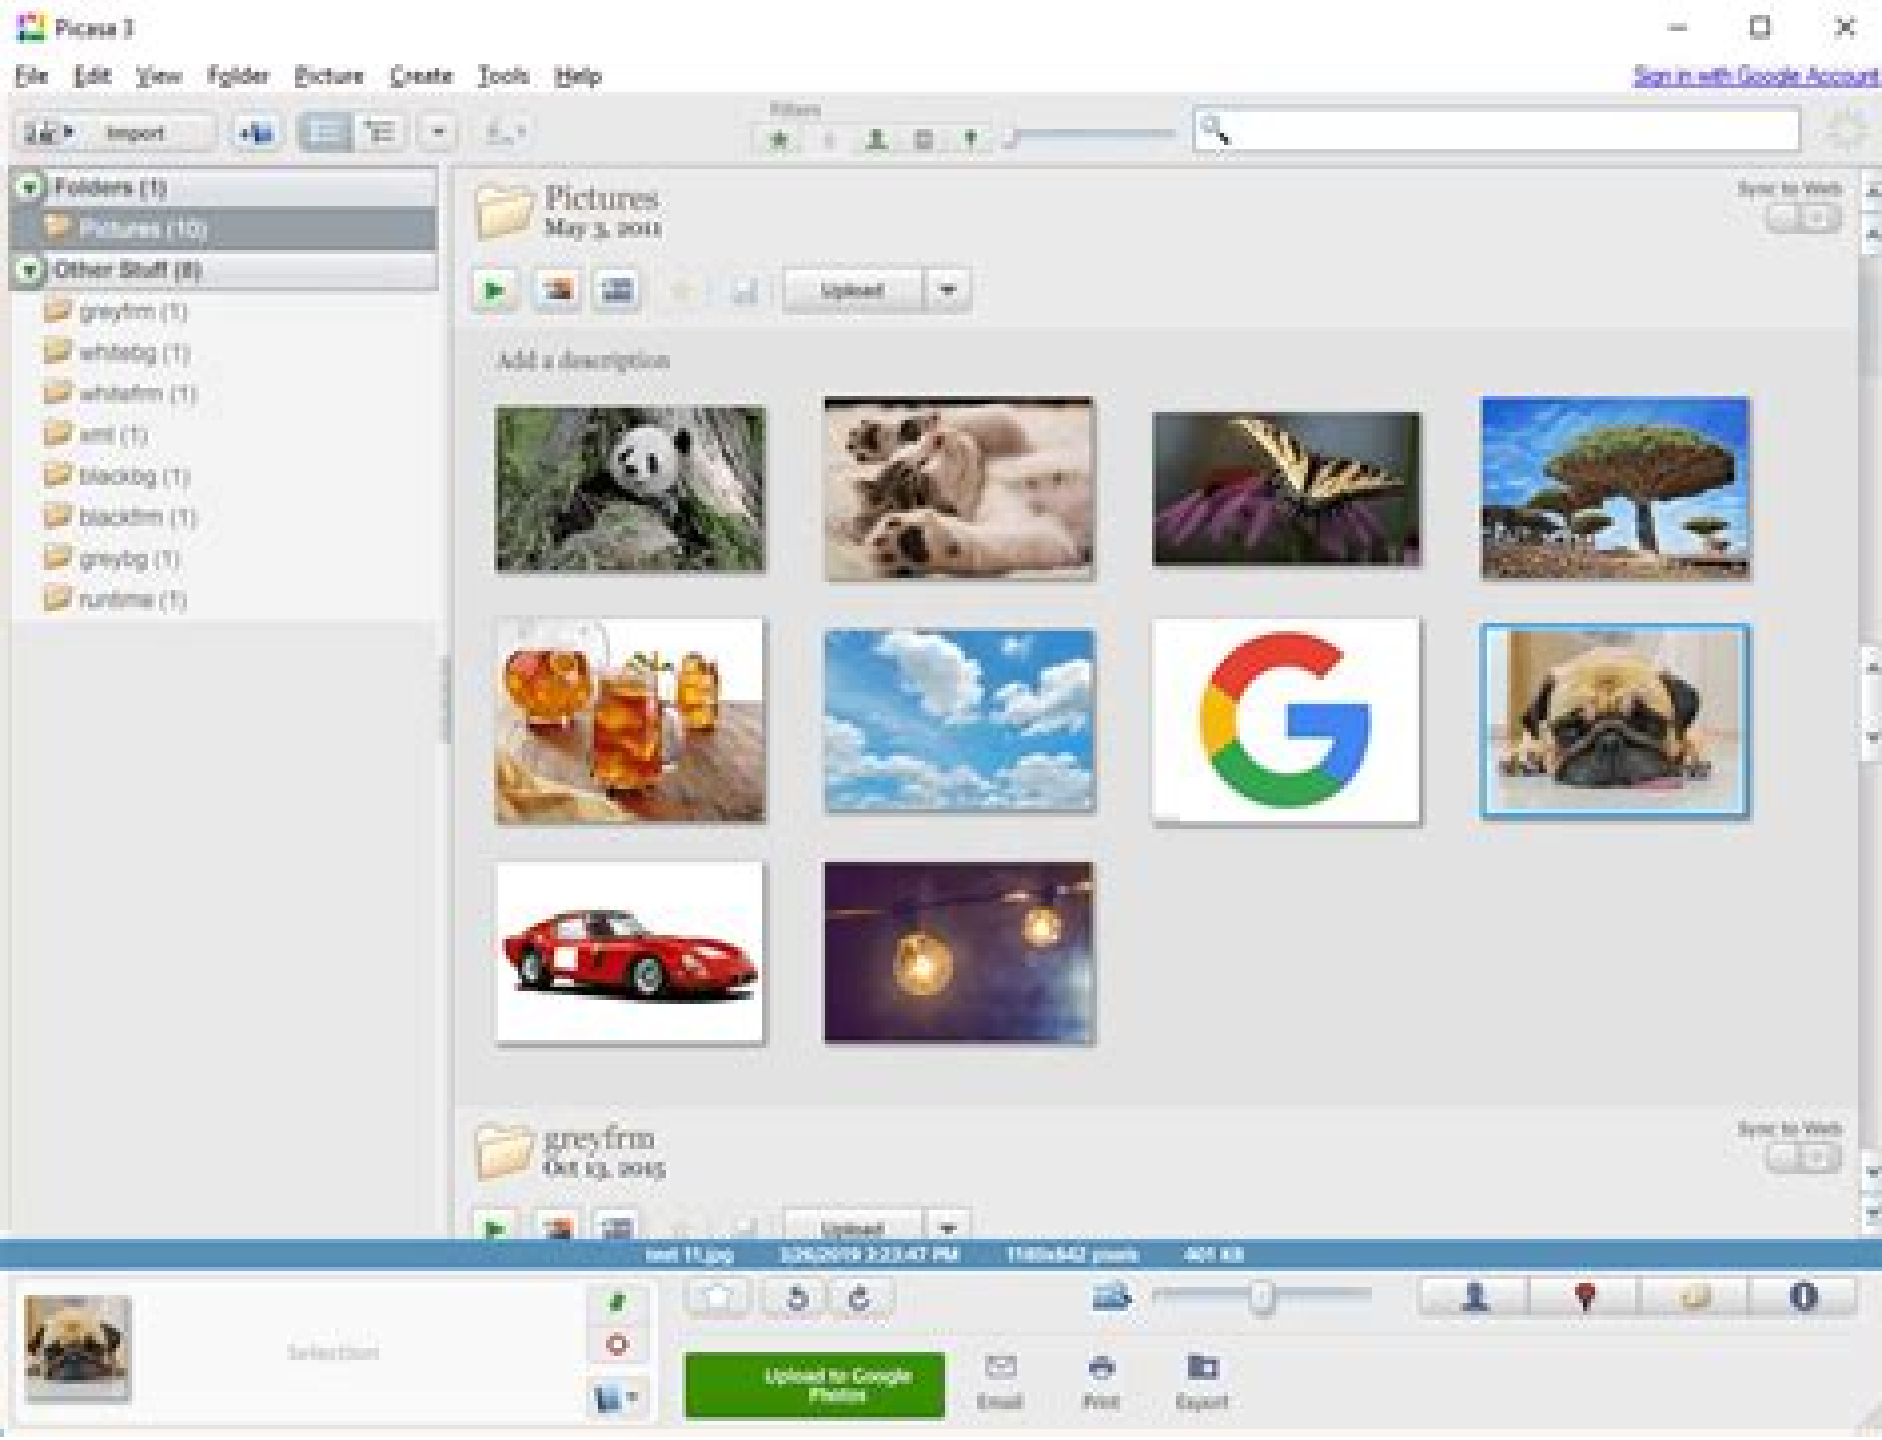 Picasa 3
File Edit View Folder Picture Create Tools Help
Sign in with Google Account
Filters
Import
Folders (1)
Pictures (10)
Other Stuff (8)
greyfrm (1)
whitebg (1)
whitefrm (1)
xml (1)
blackbg (1)
blackfrm (1)
greybg (1)
runtime (1)
Pictures
May 3, 2011
Sync to Web
Upload
Add a description
G
greyfrm
Oct 13, 2015
Sync to Web
Upload
pixels 401 KB
Selection
Upload to Google
Photos
Email Print Export